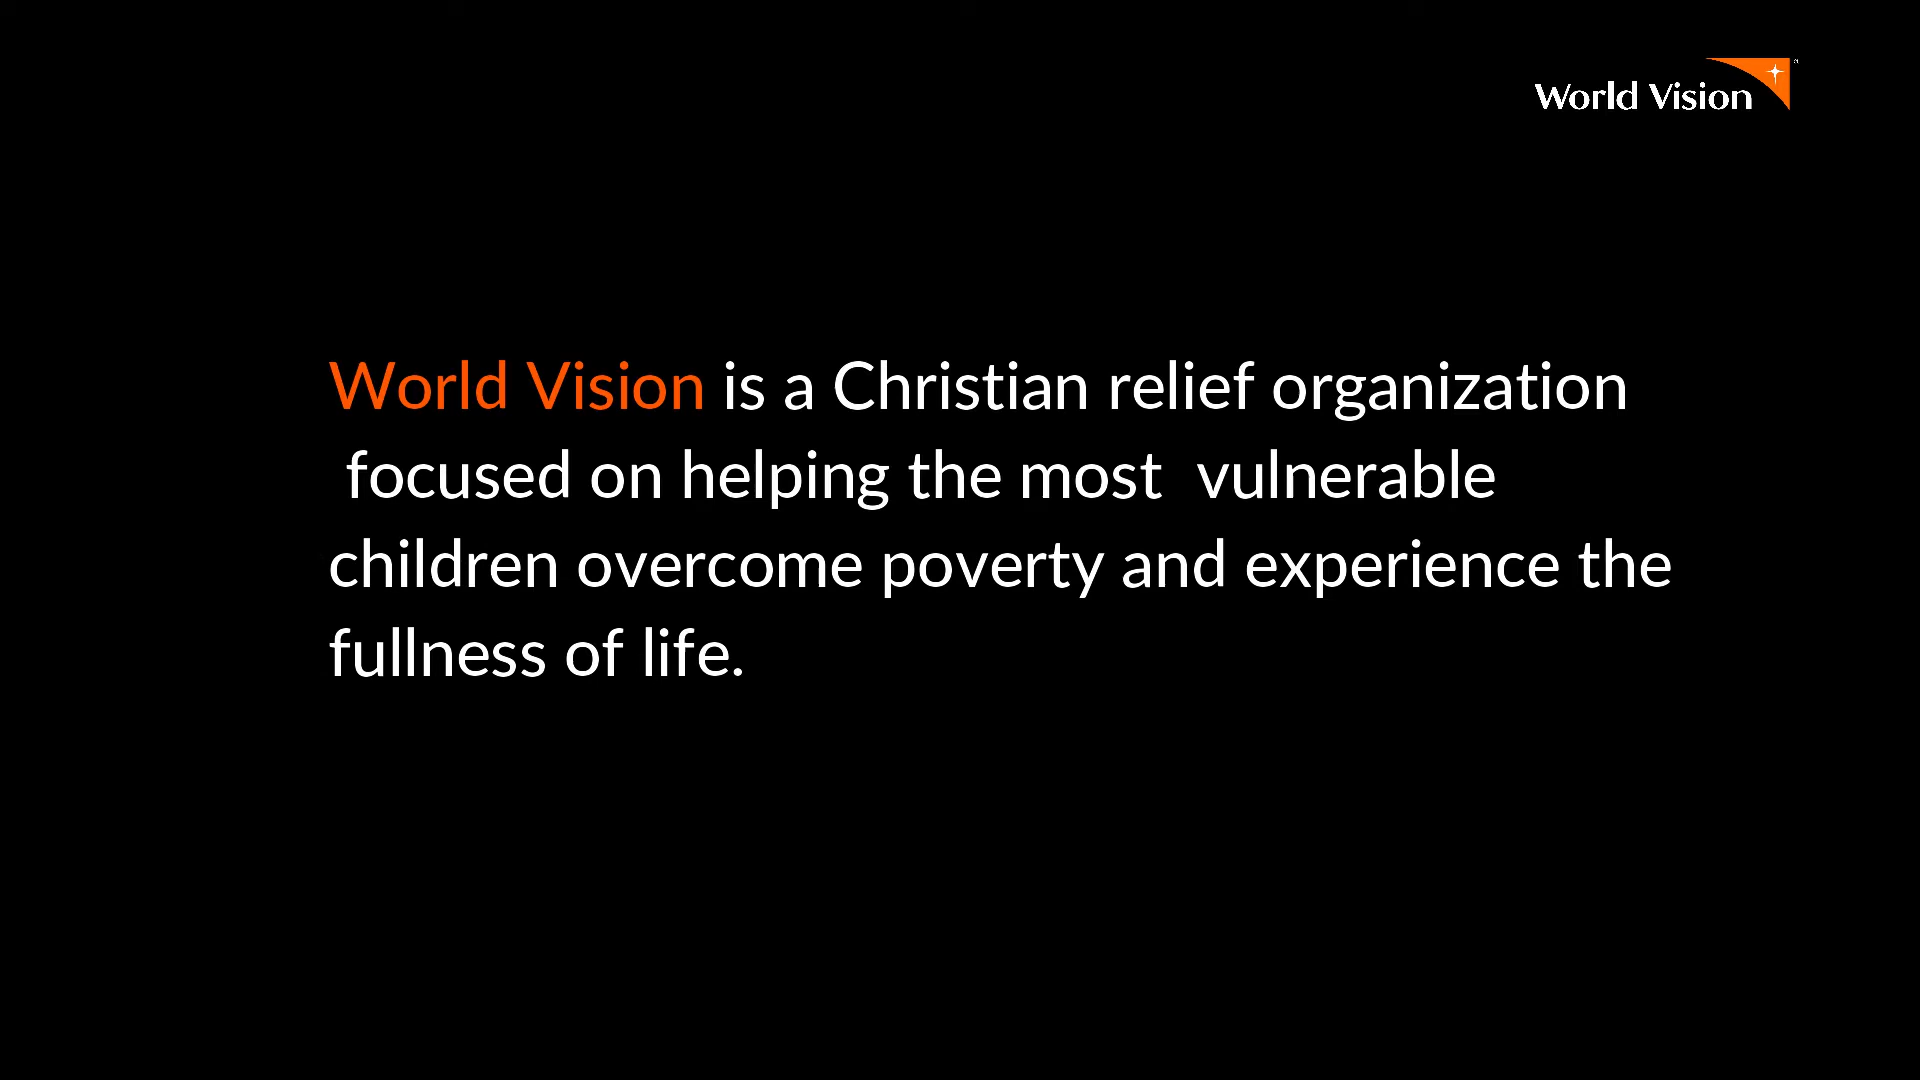 World Vision
World Vision is a Christian relief organization
focused on helping the most  vulnerable
children overcome poverty and experience the
fullness of life.